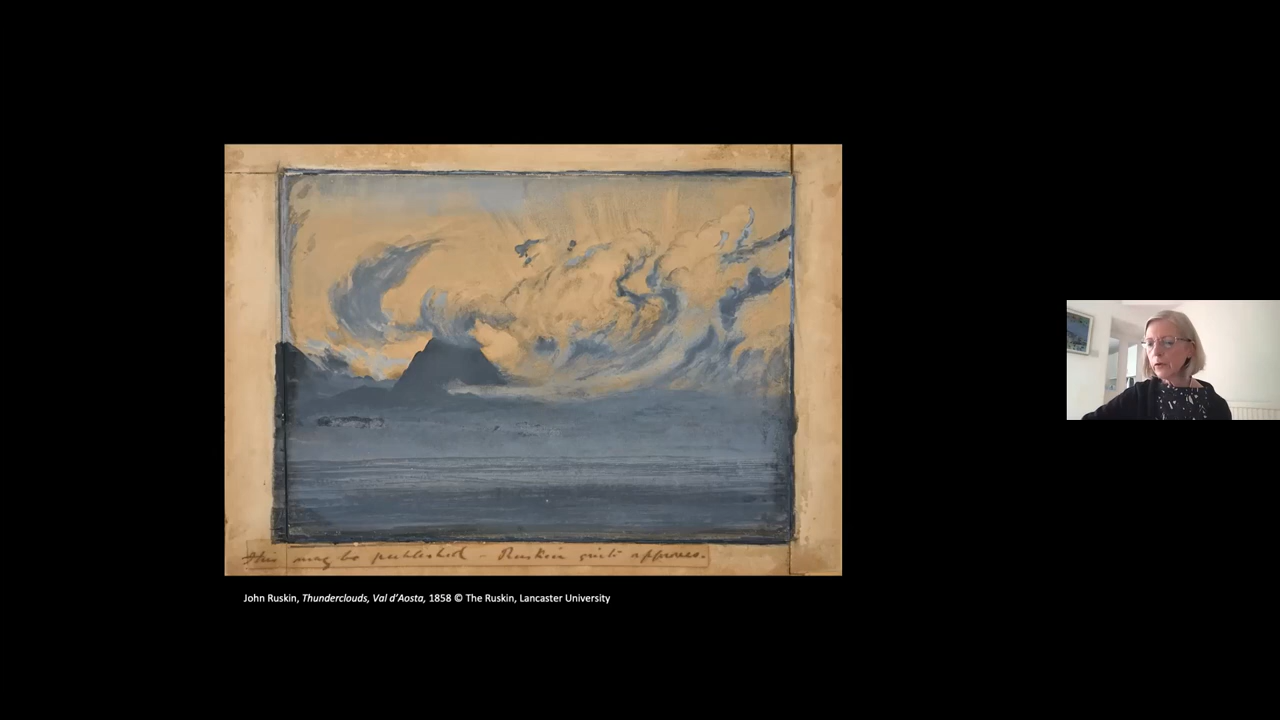 This may be published – Ruskin quite approves.
John Ruskin, Thunderclouds, Val d’Aosta, 1858 © The Ruskin, Lancaster University